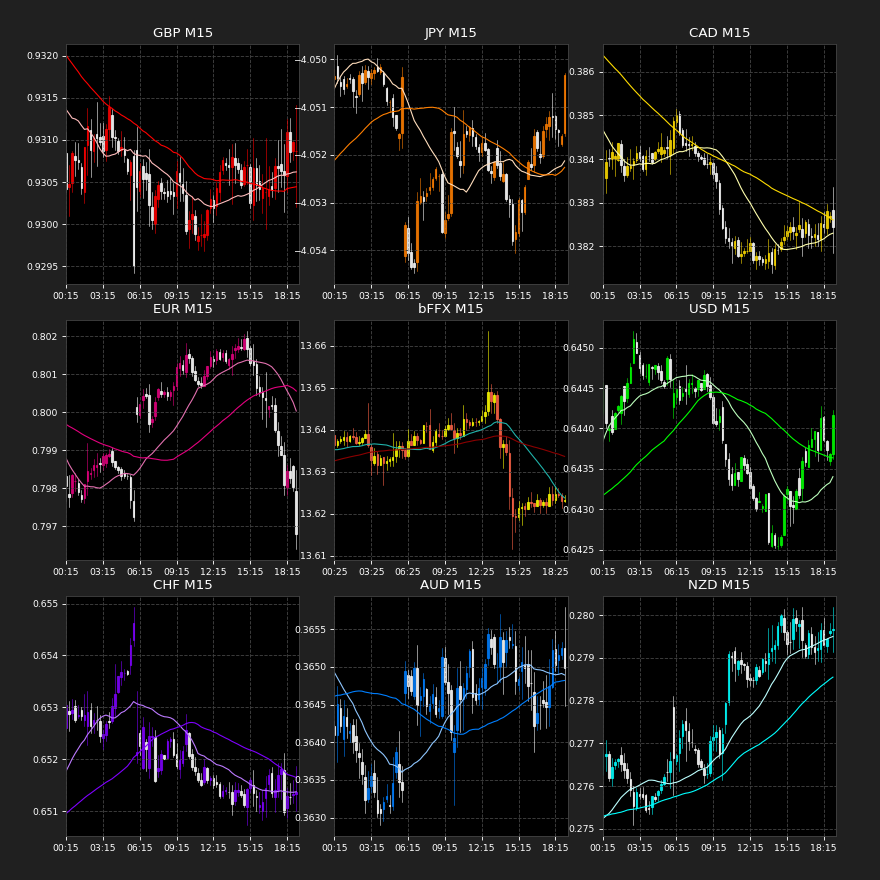 GBP M15
JPY M15
CAD M15
0.9320
0.9315
0.9310
0.9305
0.9300
0.9295
−4.050
−4.051
−4.052
−4.053
−4.054
0.386
0.385
0.384
0.383
0.382
00:15 03:15 06:15 09:15 12:15 15:15 18:15
00:15 03:15 06:15 09:15 12:15 15:15 18:15
00:15 03:15 06:15 09:15 12:15 15:15 18:15
EUR M15
bFFX M15
USD M15
0.802
0.801
0.800
0.799
0.798
0.797
13.66
13.65
13.64
13.63
13.62
13.61
0.6450
0.6445
0.6440
0.6435
0.6430
0.6425
00:15 03:15 06:15 09:15 12:15 15:15 18:15
00:25 03:25 06:25 09:25 12:25 15:25 18:25
00:15 03:15 06:15 09:15 12:15 15:15 18:15
CHF M15
AUD M15
NZD M15
0.655
0.654
0.653
0.652
0.651
0.3655
0.3650
0.3645
0.3640
0.3635
0.3630
0.280
0.279
0.278
0.277
0.276
0.275
00:15 03:15 06:15 09:15 12:15 15:15 18:15
00:15 03:15 06:15 09:15 12:15 15:15 18:15
00:15 03:15 06:15 09:15 12:15 15:15 18:15